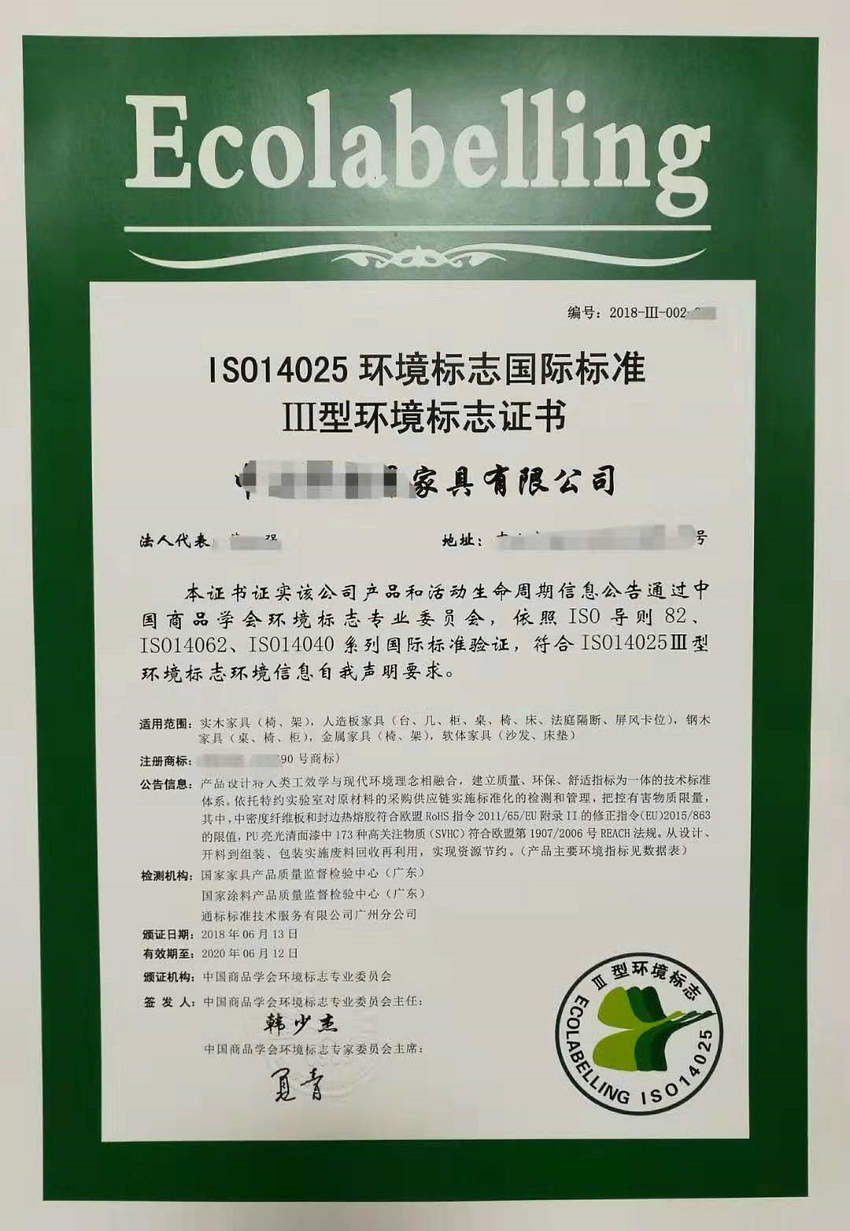 Ecolabelling
编号：2018-III-002-
ISO14025 环境标志国际标准
III型环境标志证书
家具有限公司
法人代表 地址： 号
本证书证实该公司产品和活动生命周期信息公告通过中
国商品学会环境标志专业委员会，依照 ISO 导则 82、
ISO14062、ISO14040 系列国际标准验证，符合 ISO14025III型
环境标志环境信息自我声明要求。
适用范围：实木家具（椅、架），人造板家具（台、几、柜、桌、椅、床、法庭隔断、屏风卡位），钢木
家具（桌、椅、柜），金属家具（椅、架），软体家具（沙发、床垫）
注册商标： 90 号商标)
公告信息：产品设计将人类工效学与现代环境理念相融合，建立质量、环保、舒适指标为一体的技术标准
体系。依托特约实验室对原材料的采购供应链实施标准化的检测和管理，把控有害物质限量，
其中，中密度纤维板和封边热熔胶符合欧盟 RoHS 指令 2011/65/EU 附录 II 的修正指令(EU)2015/863
的限值，PU 亮光清面漆中 173 种高关注物质（SVHC）符合欧盟第 1907/2006 号 REACH 法规。从设计、
开料到组装、包装实施废料回收再利用，实现资源节约。（产品主要环境指标见数据表）
检测机构：国家家具产品质量监督检验中心（广东）
国家涂料产品质量监督检验中心（广东）
通标标准技术服务有限公司广州分公司
颁证日期：2018 年 06 月 13 日
有效期至：2020 年 06 月 12 日
颁证机构：中国商品学会环境标志专业委员会
签 发 人：中国商品学会环境标志专业委员会主任：
韩少杰
中国商品学会环境标志专家委员会主席：
夏青
III 型环境标志
ECOLABELLING ISO14025